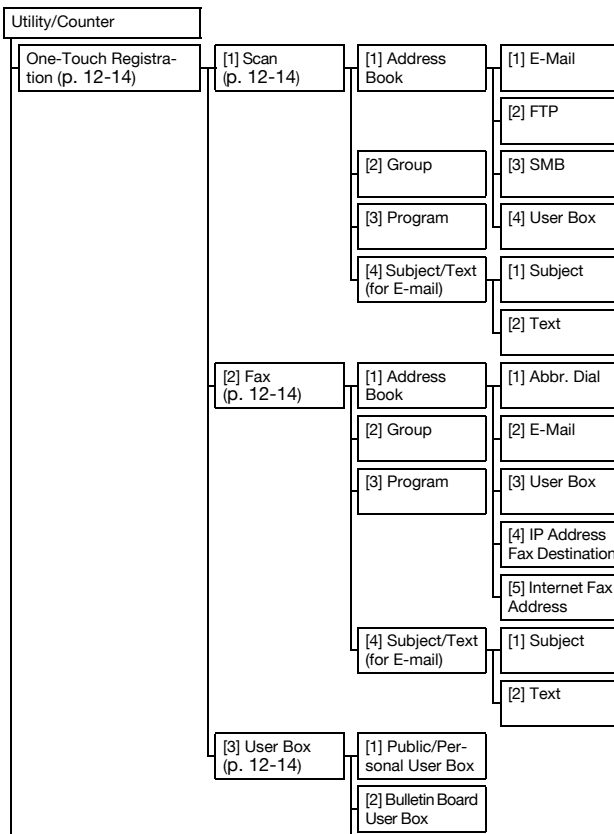 Utility/Counter
One-Touch Registra-
tion (p. 12-14)
[1] Scan
(p. 12-14)
[1] Address
Book
[1] E-Mail
[2] FTP
[2] Group
[3] SMB
[3] Program
[4] User Box
[4] Subject/Text
(for E-mail)
[1] Subject
[2] Text
[2] Fax
(p. 12-14)
[1] Address
Book
[1] Abbr. Dial
[2] Group
[2] E-Mail
[3] Program
[3] User Box
[4] IP Address
Fax Destination
[5] Internet Fax
Address
[4] Subject/Text
(for E-mail)
[1] Subject
[2] Text
[3] User Box
(p. 12-14)
[1] Public/Per-
sonal User Box
[2] Bulletin Board
User Box